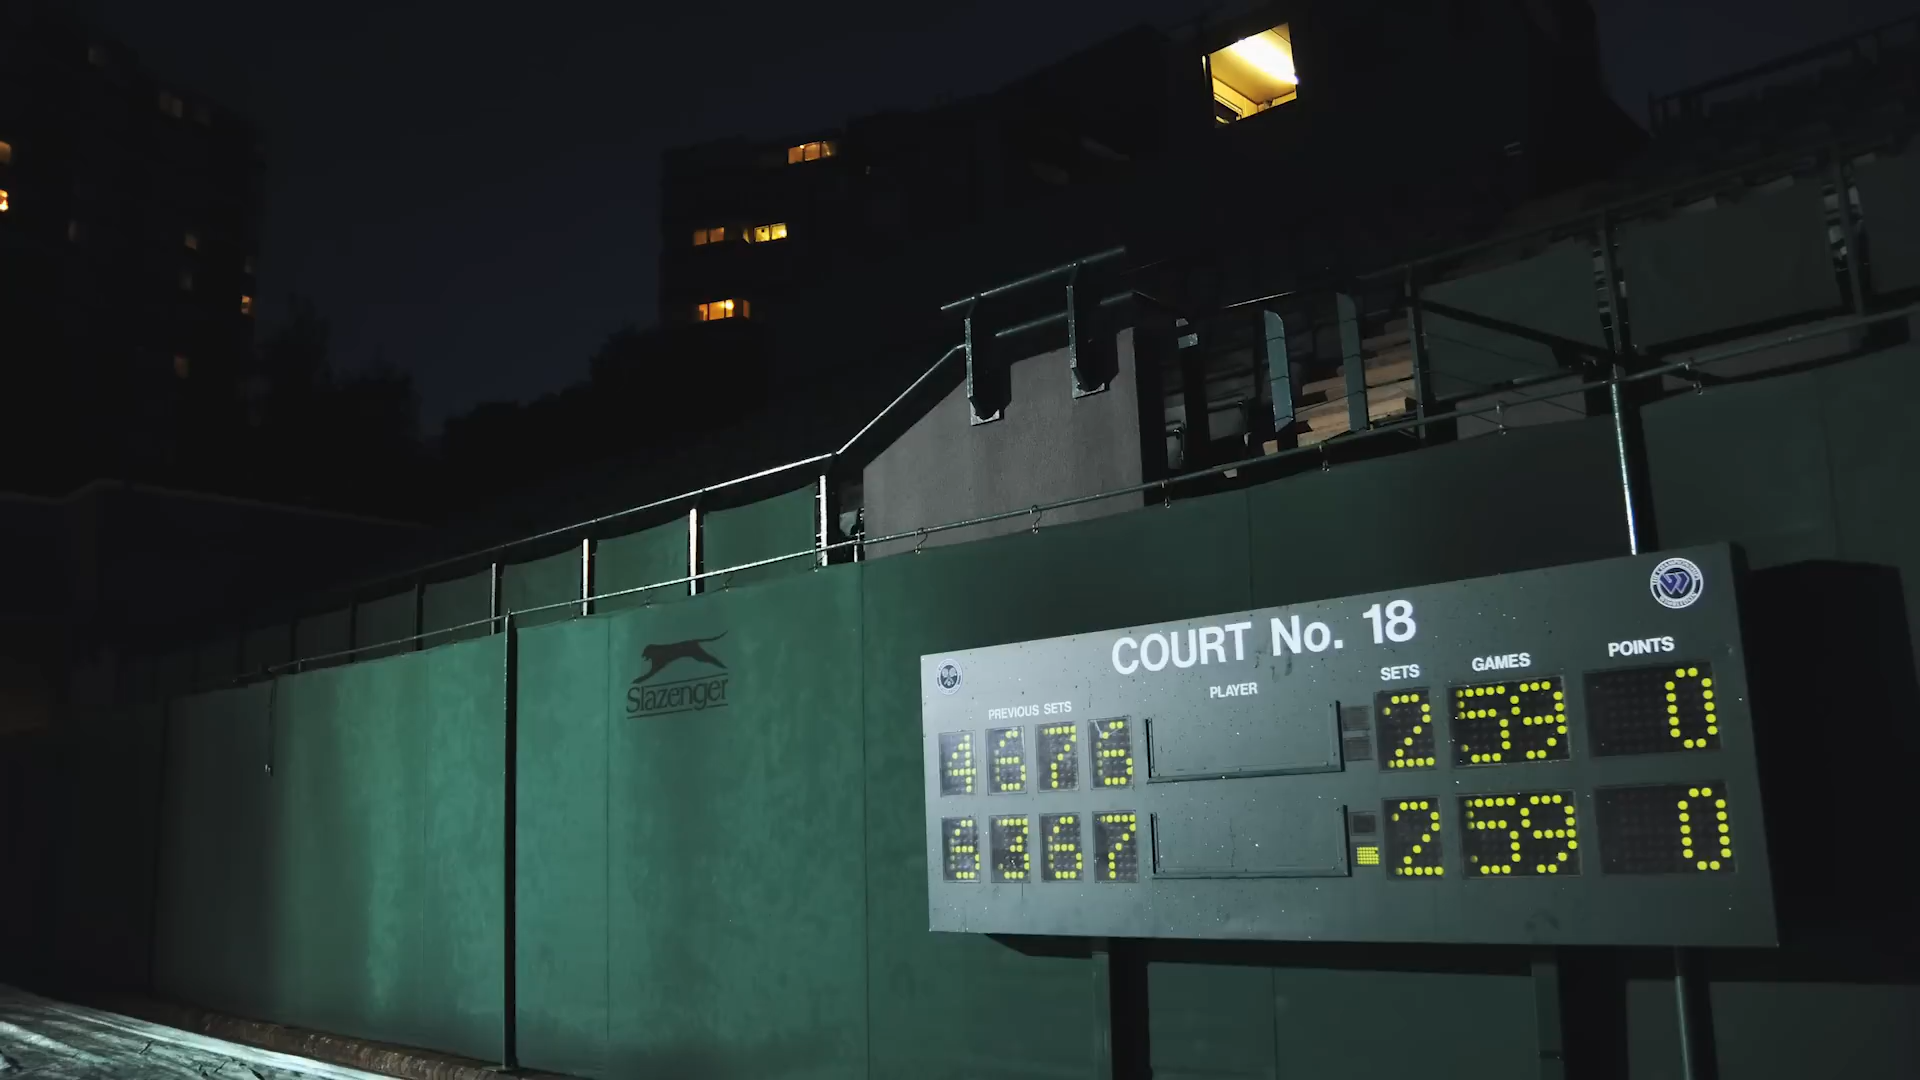 COURT No. 18
PREVIOUS SETS PLAYER SETS GAMES POINTS
4 6 7 6 2 59 0
6 3 6 7 2 59 0
Slazenger